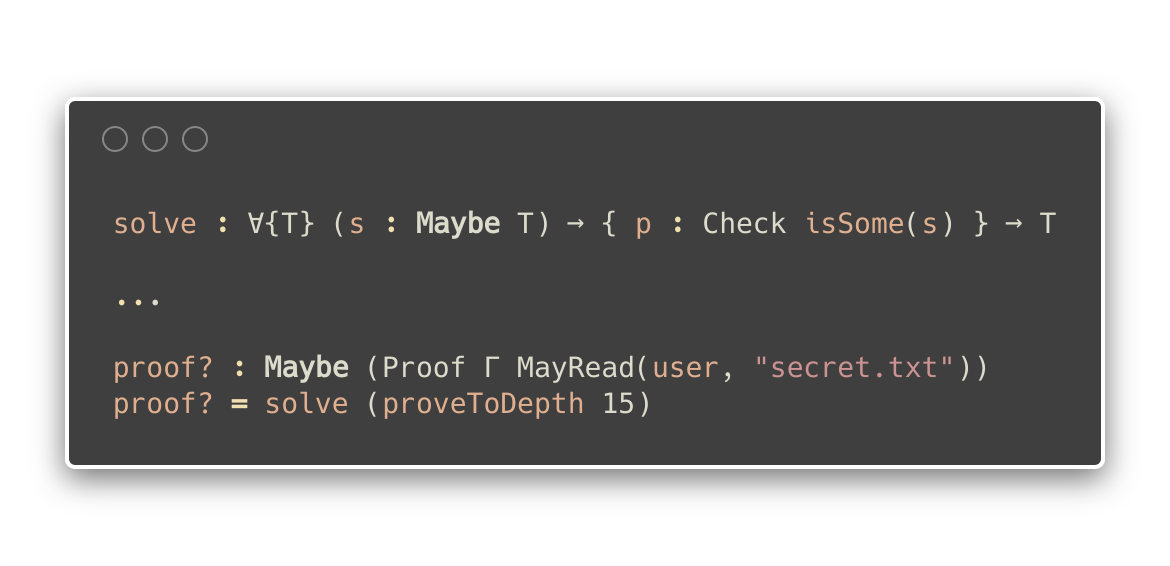 solve : ∀{T} (s : Maybe T) → { p : Check isSome(s) } → T
...
proof? : Maybe (Proof Γ MayRead(user, "secret.txt"))
proof? = solve (proveToDepth 15)